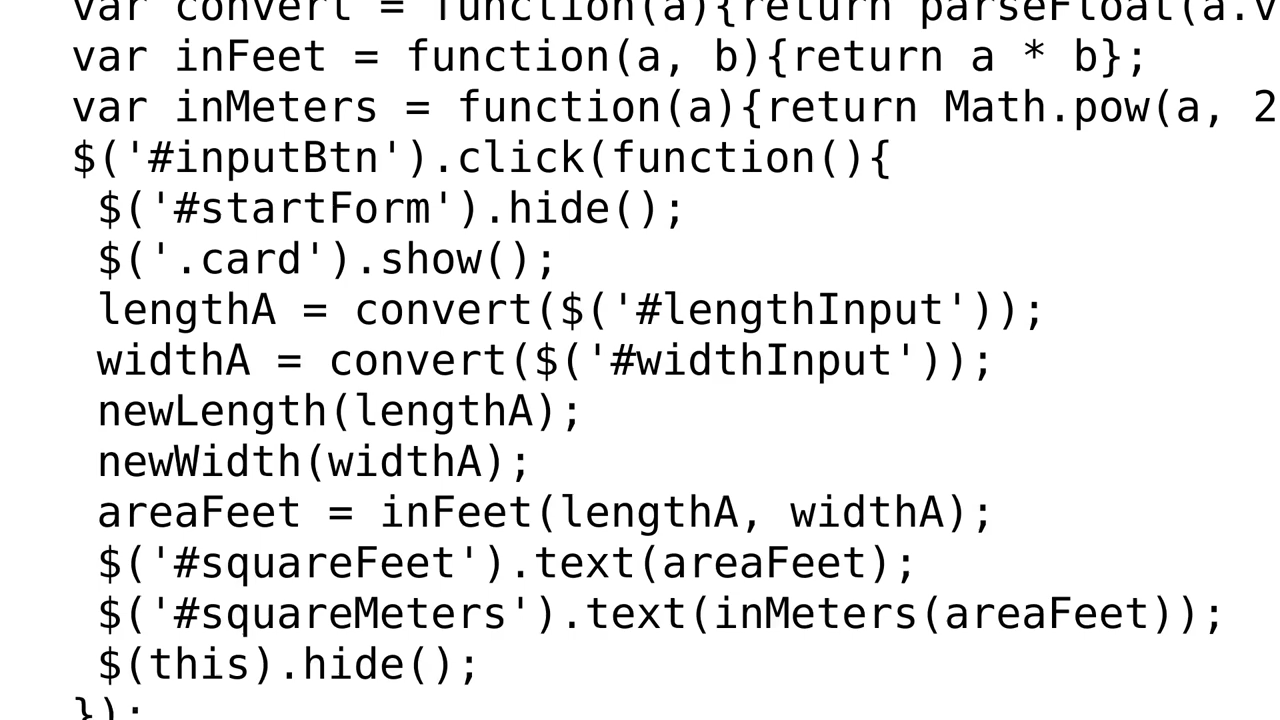 var convert = function(a){return parseFloat(a.v
var inFeet = function(a, b){return a * b};
var inMeters = function(a){return Math.pow(a, 2
$('#inputBtn').click(function(){
$('#startForm').hide();
$('.card').show();
lengthA = convert($('#lengthInput'));
widthA = convert($('#widthInput'));
newLength(lengthA);
newWidth(widthA);
areaFeet = inFeet(lengthA, widthA);
$('#squareFeet').text(areaFeet);
$('#squareMeters').text(inMeters(areaFeet));
$(this).hide();
});